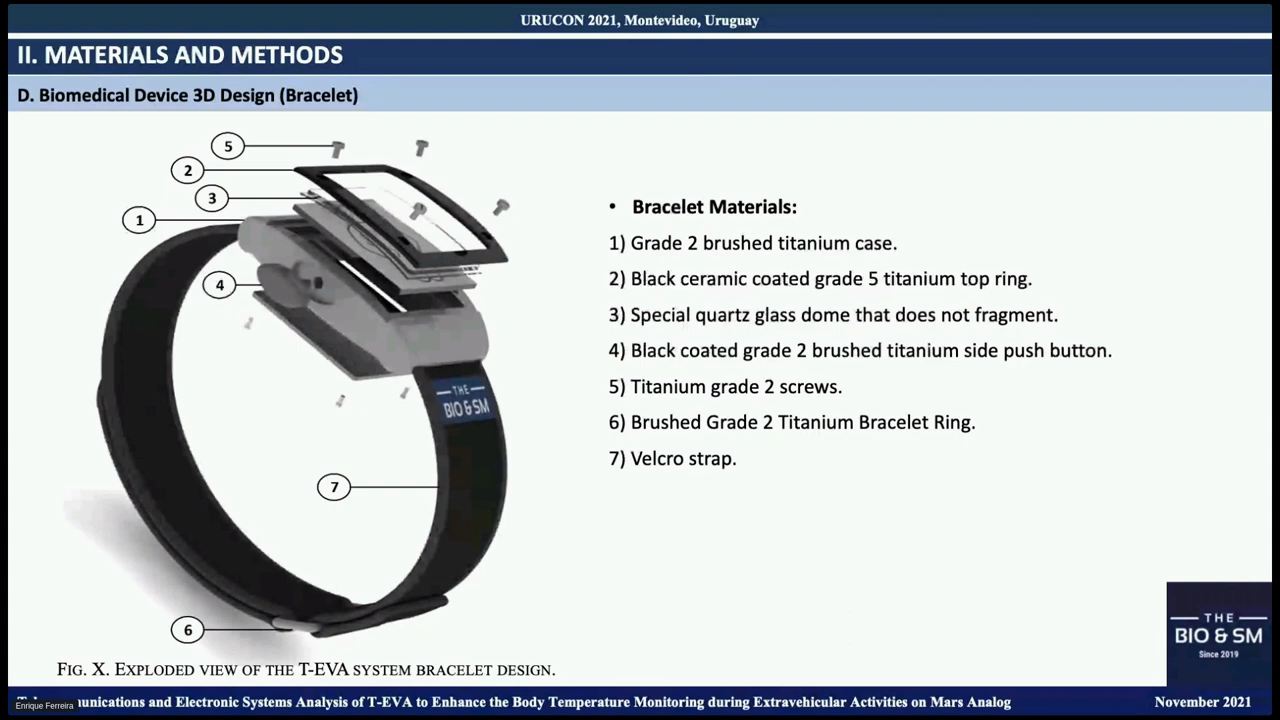 URUCON 2021, Montevideo, Uruguay
II. MATERIALS AND METHODS
D. Biomedical Device 3D Design (Bracelet)
5
2
3
1
4
THE
BIO & SM
7
6
FIG. X. EXPLODED VIEW OF THE T-EVA SYSTEM BRACELET DESIGN.
• Bracelet Materials:
1) Grade 2 brushed titanium case.
2) Black ceramic coated grade 5 titanium top ring.
3) Special quartz glass dome that does not fragment.
4) Black coated grade 2 brushed titanium side push button.
5) Titanium grade 2 screws.
6) Brushed Grade 2 Titanium Bracelet Ring.
7) Velcro strap.
THE
BIO & SM
Since 2019
and Electronic Systems Analysis of T-EVA to Enhance the Body Temperature Monitoring during Extravehicular Activities on Mars Analog
November 2021
Enrique Ferreira